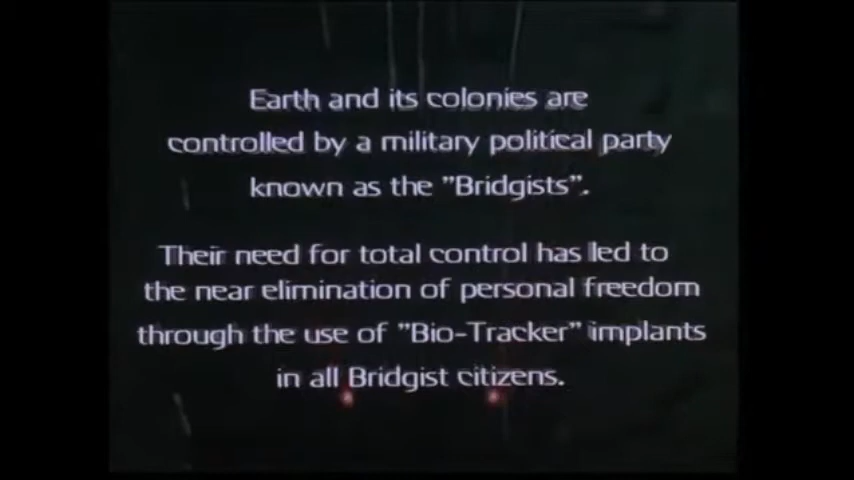 Earth and its colonies are
controlled by a military political party
known as the "Bridgists".
Their need for total control has led to
the near elimination of personal freedom
through the use of "Bio-Tracker" implants
in all Bridgist citizens.